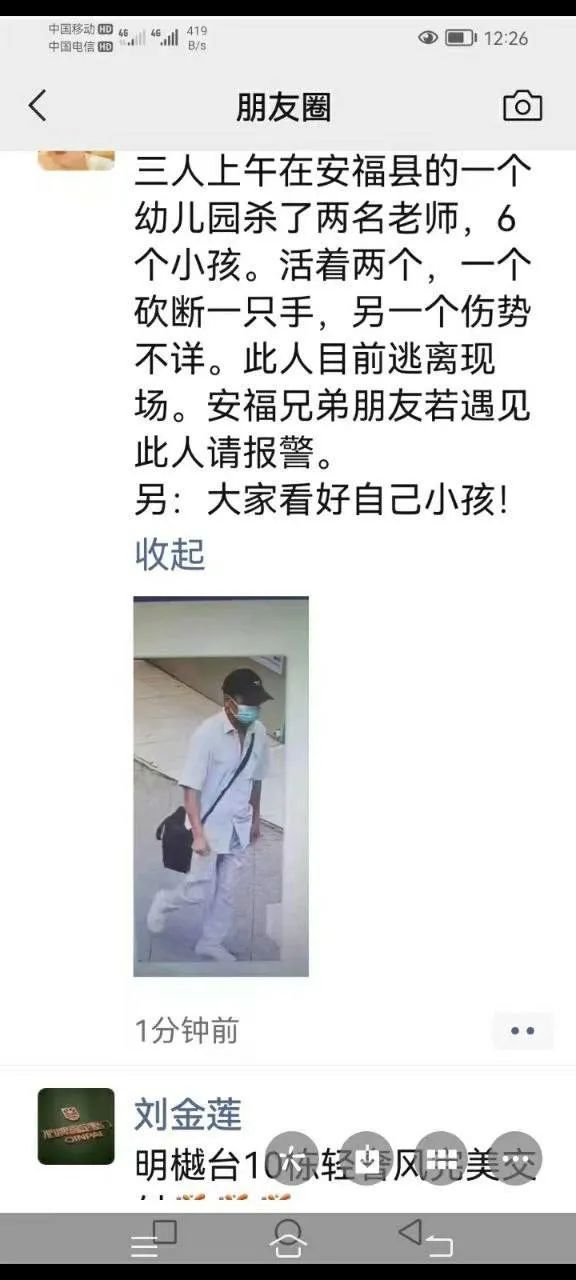 中国移动 HD 4G 4G 419
中国电信 HD B/s
12:26
朋友圈
三人上午在安福县的一个
幼儿园杀了两名老师，6
个小孩。活着两个，一个
砍断一只手，另一个伤势
不详。此人目前逃离现
场。安福兄弟朋友若遇见
此人请报警。
另：大家看好自己小孩！
收起
1分钟前
QINPAI
刘金莲
明樾台10栋轻奢风完美交